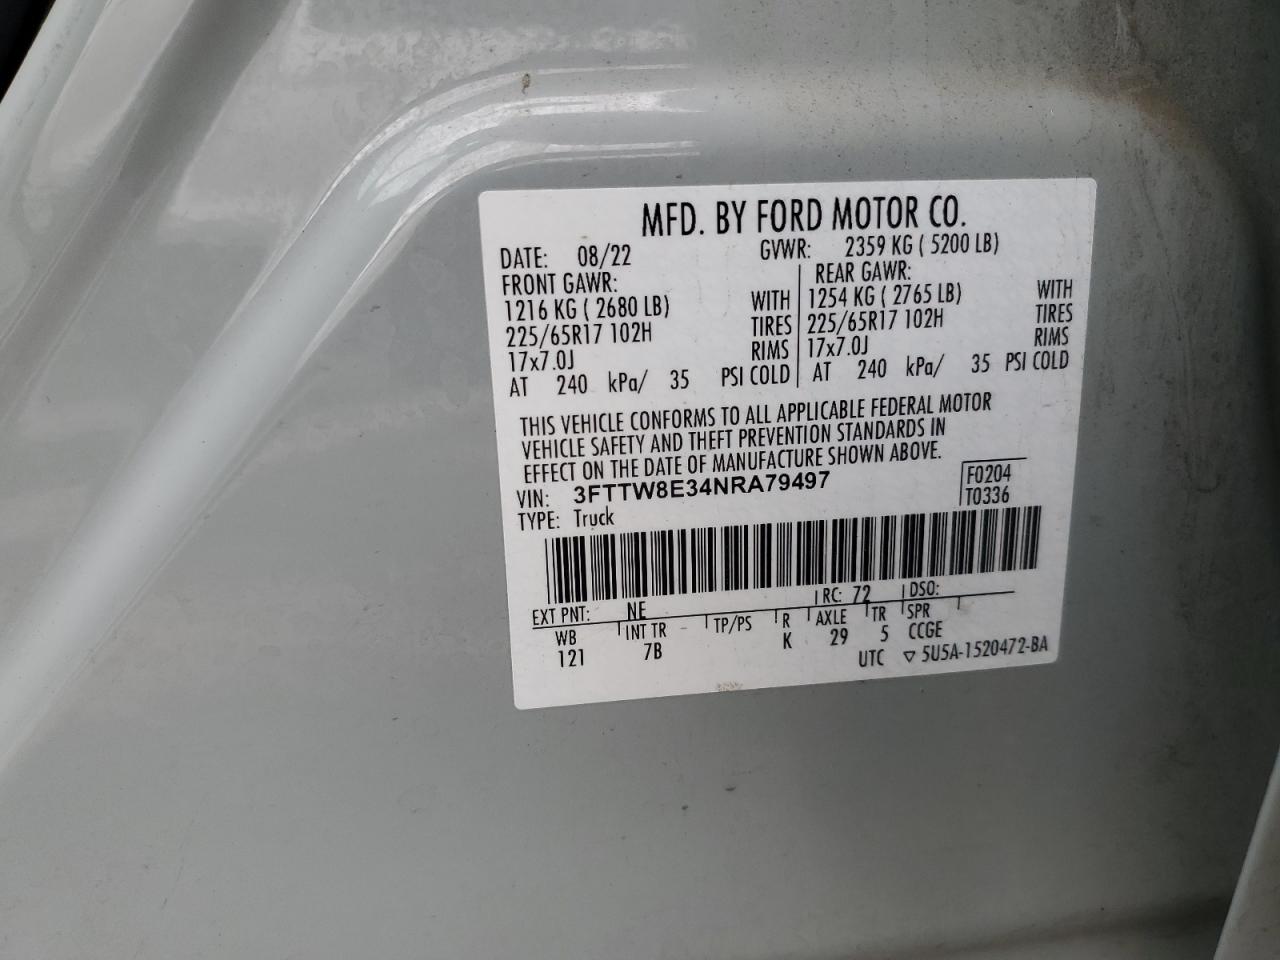 MFD. BY FORD MOTOR CO.
DATE: 08/22 GVWR: 2359 KG ( 5200 LB)
FRONT GAWR: REAR GAWR:
1216 KG ( 2680 LB) WITH 1254 KG ( 2765 LB) WITH
225/65R17 102H TIRES 225/65R17 102H TIRES
17x7.0J RIMS 17x7.0J RIMS
AT 240 kPa/ 35 PSI COLD AT 240 kPa/ 35 PSI COLD
THIS VEHICLE CONFORMS TO ALL APPLICABLE FEDERAL MOTOR
VEHICLE SAFETY AND THEFT PREVENTION STANDARDS IN
EFFECT ON THE DATE OF MANUFACTURE SHOWN ABOVE.
VIN: 3FTTW8E34NRA79497 F0204
TYPE: Truck T0336
EXT PNT: NE RC: 72 DSO:
WB INT TR TP/PS R AXLE TR SPR
121 7B K 29 5 CCGE
UTC ▽ 5U5A-1520472-BA